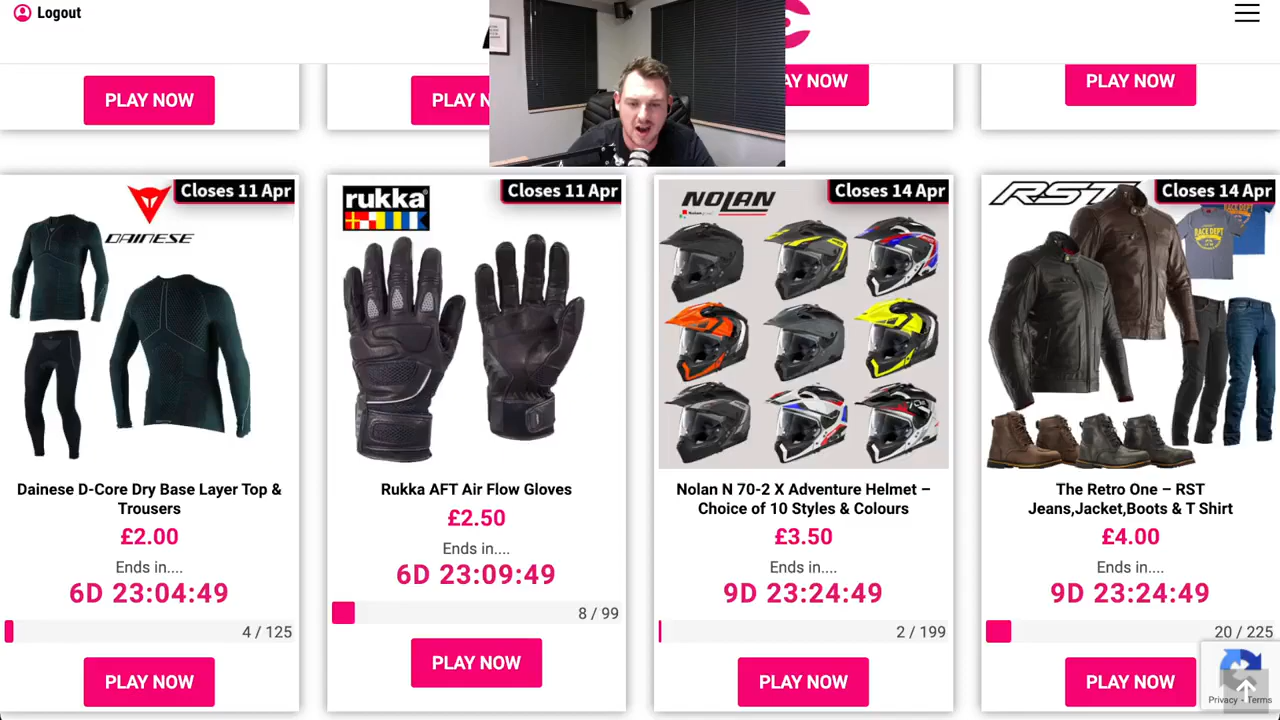 Logout
PLAY NOW
PLAY N
AY NOW
PLAY NOW
Closes 11 Apr
DAINESE
Dainese D-Core Dry Base Layer Top &
Trousers
£2.00
Ends in....
6D 23:04:49
4 / 125
PLAY NOW
Closes 11 Apr
rukka
Rukka AFT Air Flow Gloves
£2.50
Ends in....
6D 23:09:49
8 / 99
PLAY NOW
Closes 14 Apr
NOLAN
Nolan N 70-2 X Adventure Helmet –
Choice of 10 Styles & Colours
£3.50
Ends in....
9D 23:24:49
2 / 199
PLAY NOW
Closes 14 Apr
RST
RACE DEPT
The Retro One – RST
Jeans,Jacket,Boots & T Shirt
£4.00
Ends in....
9D 23:24:49
20 / 225
PLAY NOW
Privacy - Terms